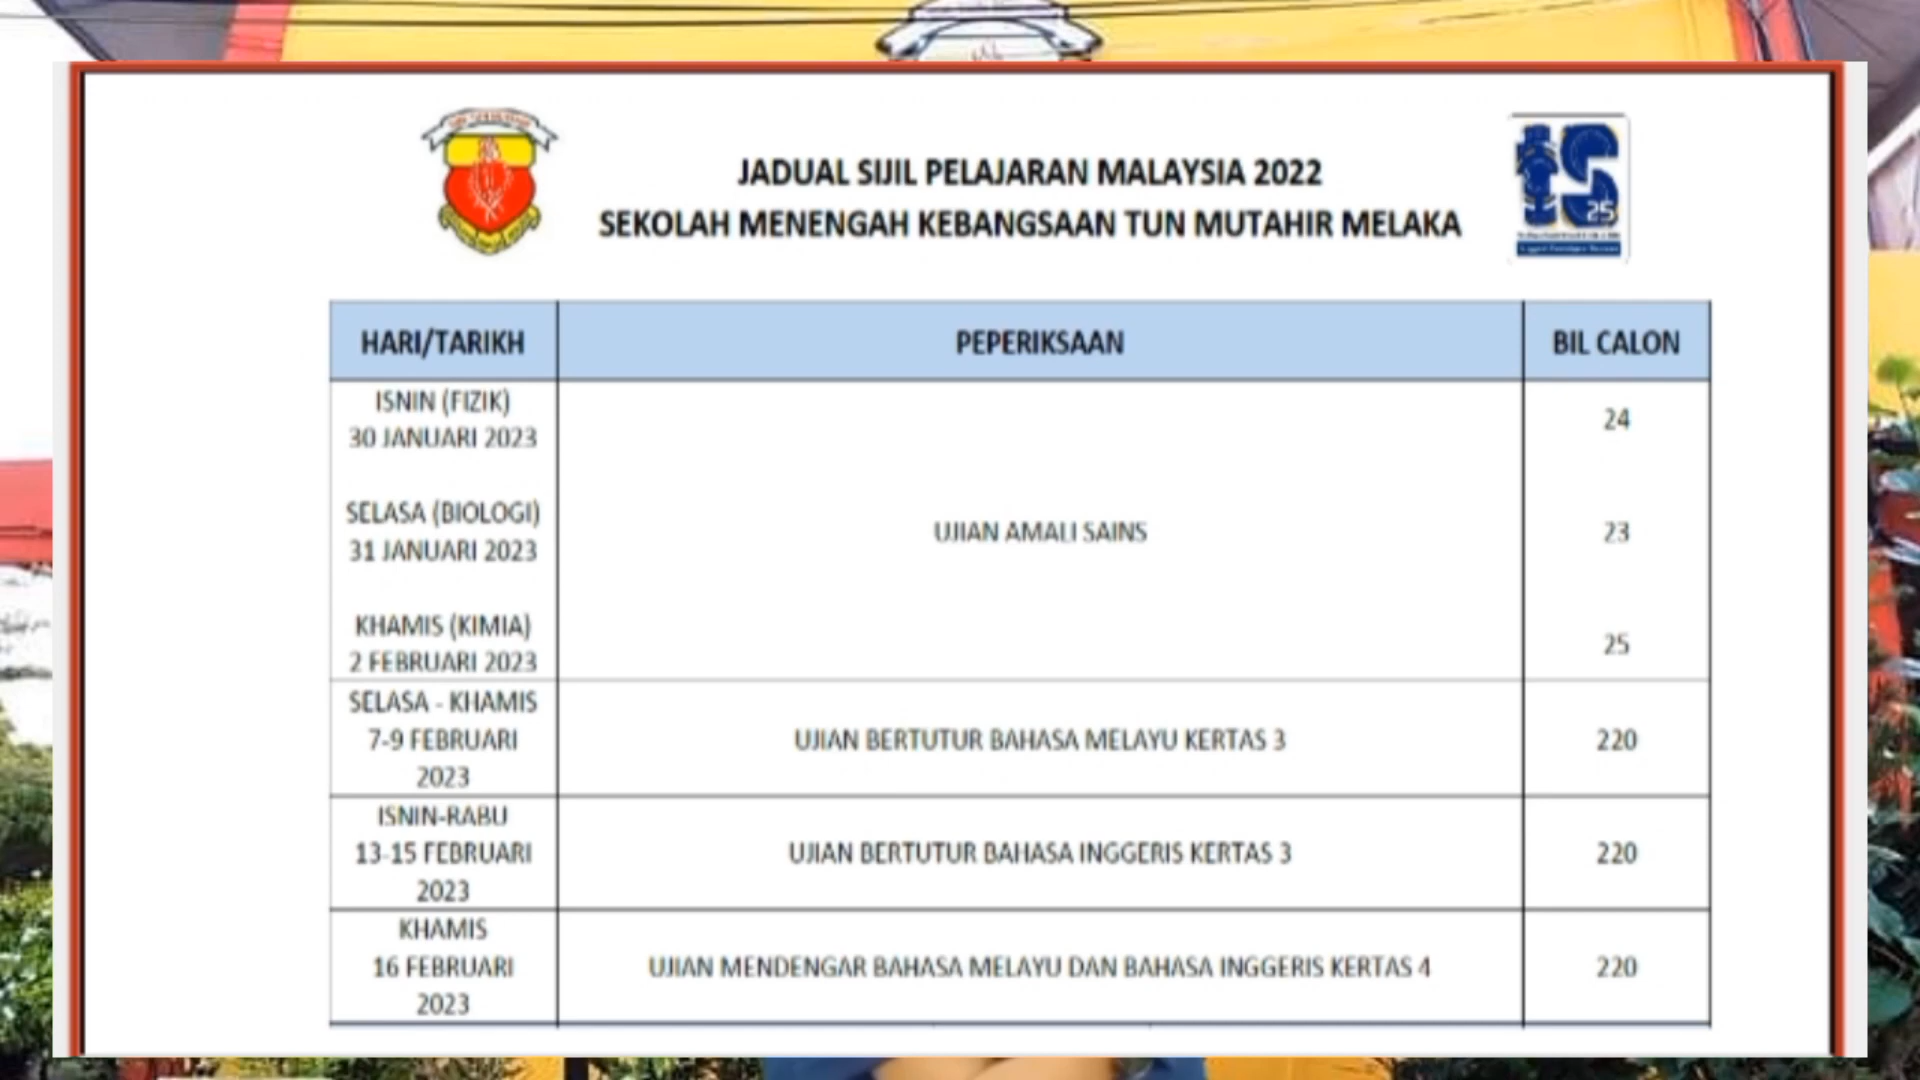 JADUAL SIJIL PELAJARAN MALAYSIA 2022
SEKOLAH MENENGAH KEBANGSAAN TUN MUTAHIR MELAKA
25
HARI/TARIKH PEPERIKSAAN BIL CALON
ISNIN (FIZIK)
30 JANUARI 2023
24
SELASA (BIOLOGI)
31 JANUARI 2023
UJIAN AMALI SAINS
23
KHAMIS (KIMIA)
2 FEBRUARI 2023
25
SELASA - KHAMIS
7-9 FEBRUARI
2023
UJIAN BERTUTUR BAHASA MELAYU KERTAS 3
220
ISNIN-RABU
13-15 FEBRUARI
2023
UJIAN BERTUTUR BAHASA INGGERIS KERTAS 3
220
KHAMIS
16 FEBRUARI
2023
UJIAN MENDENGAR BAHASA MELAYU DAN BAHASA INGGERIS KERTAS 4
220